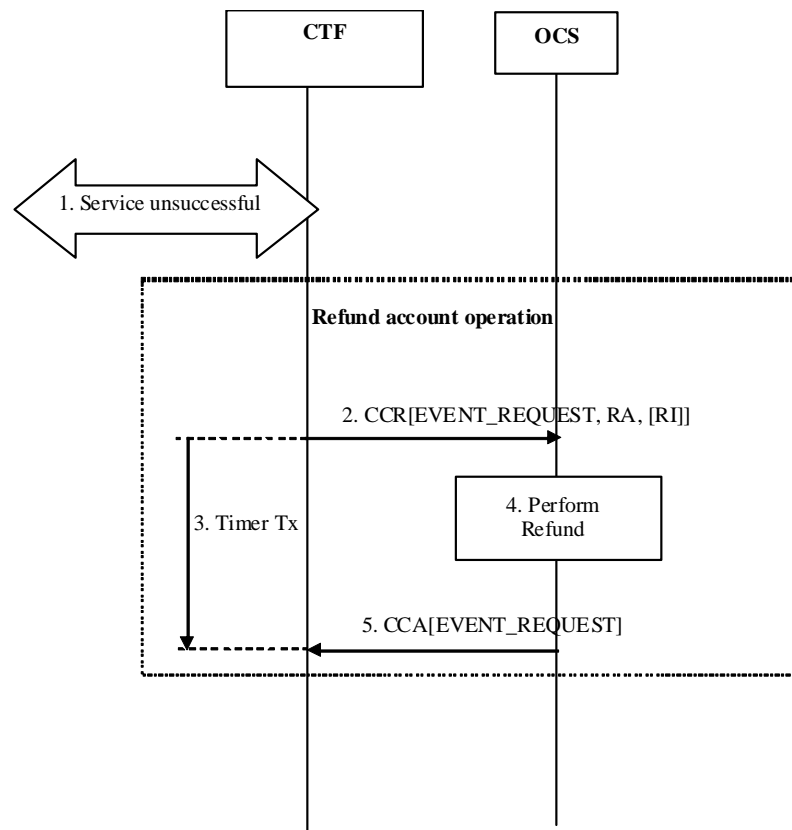 CTF
OCS
1. Service unsuccessful
Refund account operation
2. CCR[EVENT_REQUEST, RA, [RI]]
3. Timer Tx
4. Perform
Refund
5. CCA[EVENT_REQUEST]